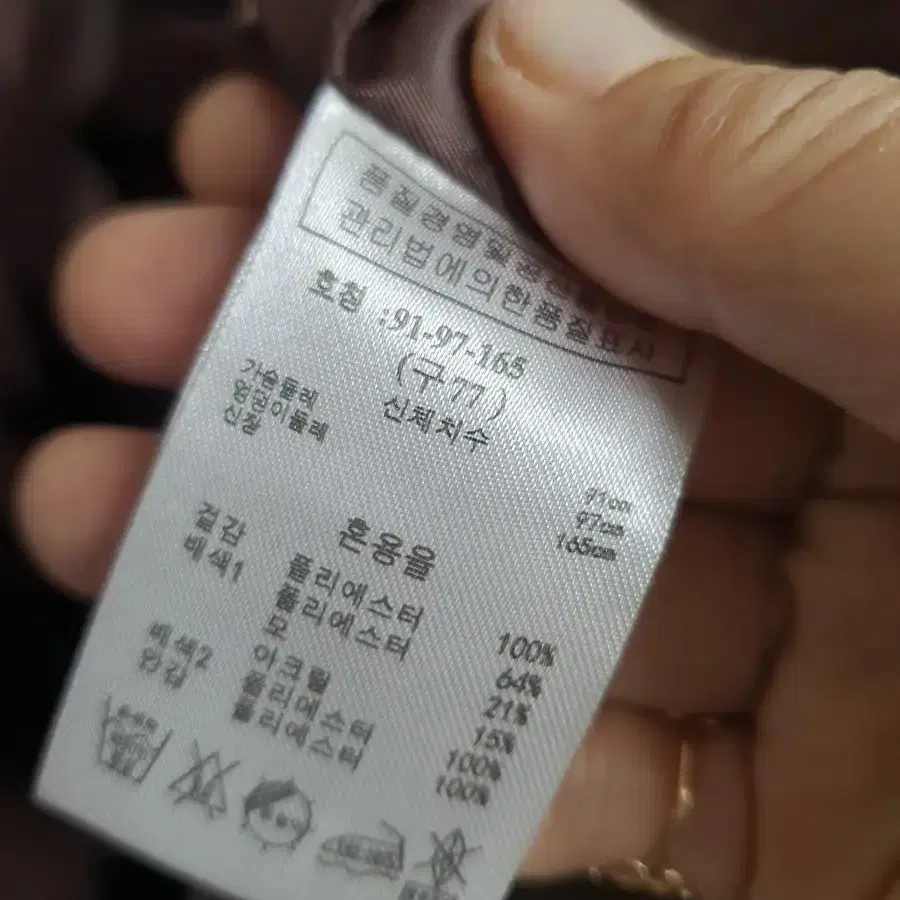 품질경영및공산품안전
관리법에의한품질표시
호칭 :91-97-165
(구77)
신체치수
가슴둘레 91cm
엉덩이둘레 97cm
신장 165cm
혼용율
겉감 폴리에스터 100%
배색1 폴리에스터 64%
모 21%
아크릴 15%
배색2 폴리에스터 100%
안감 폴리에스터 100%